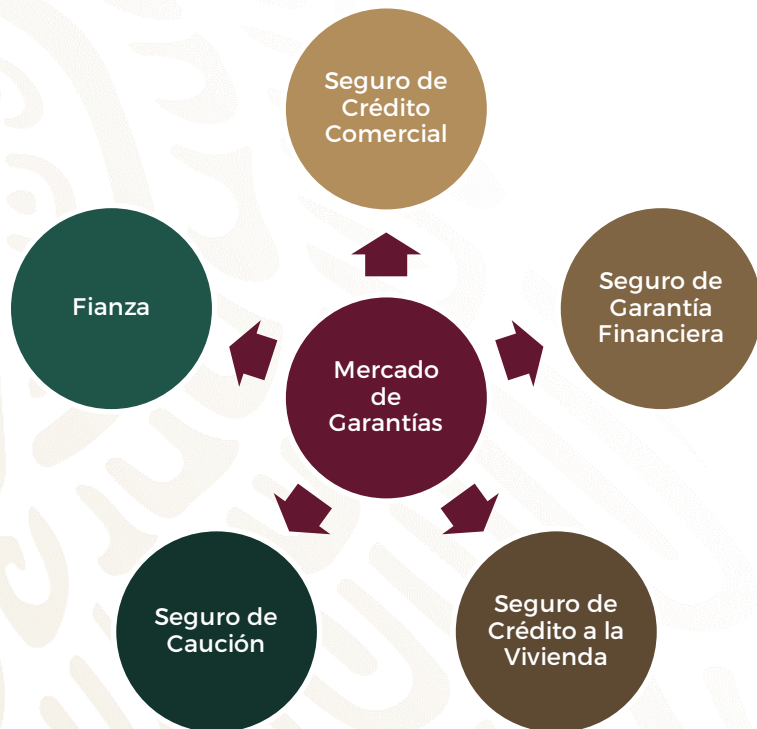 Seguro de
Crédito
Comercial
Fianza
Seguro de
Garantía
Financiera
Mercado
de
Garantías
Seguro de
Caución
Seguro de
Crédito a la
Vivienda